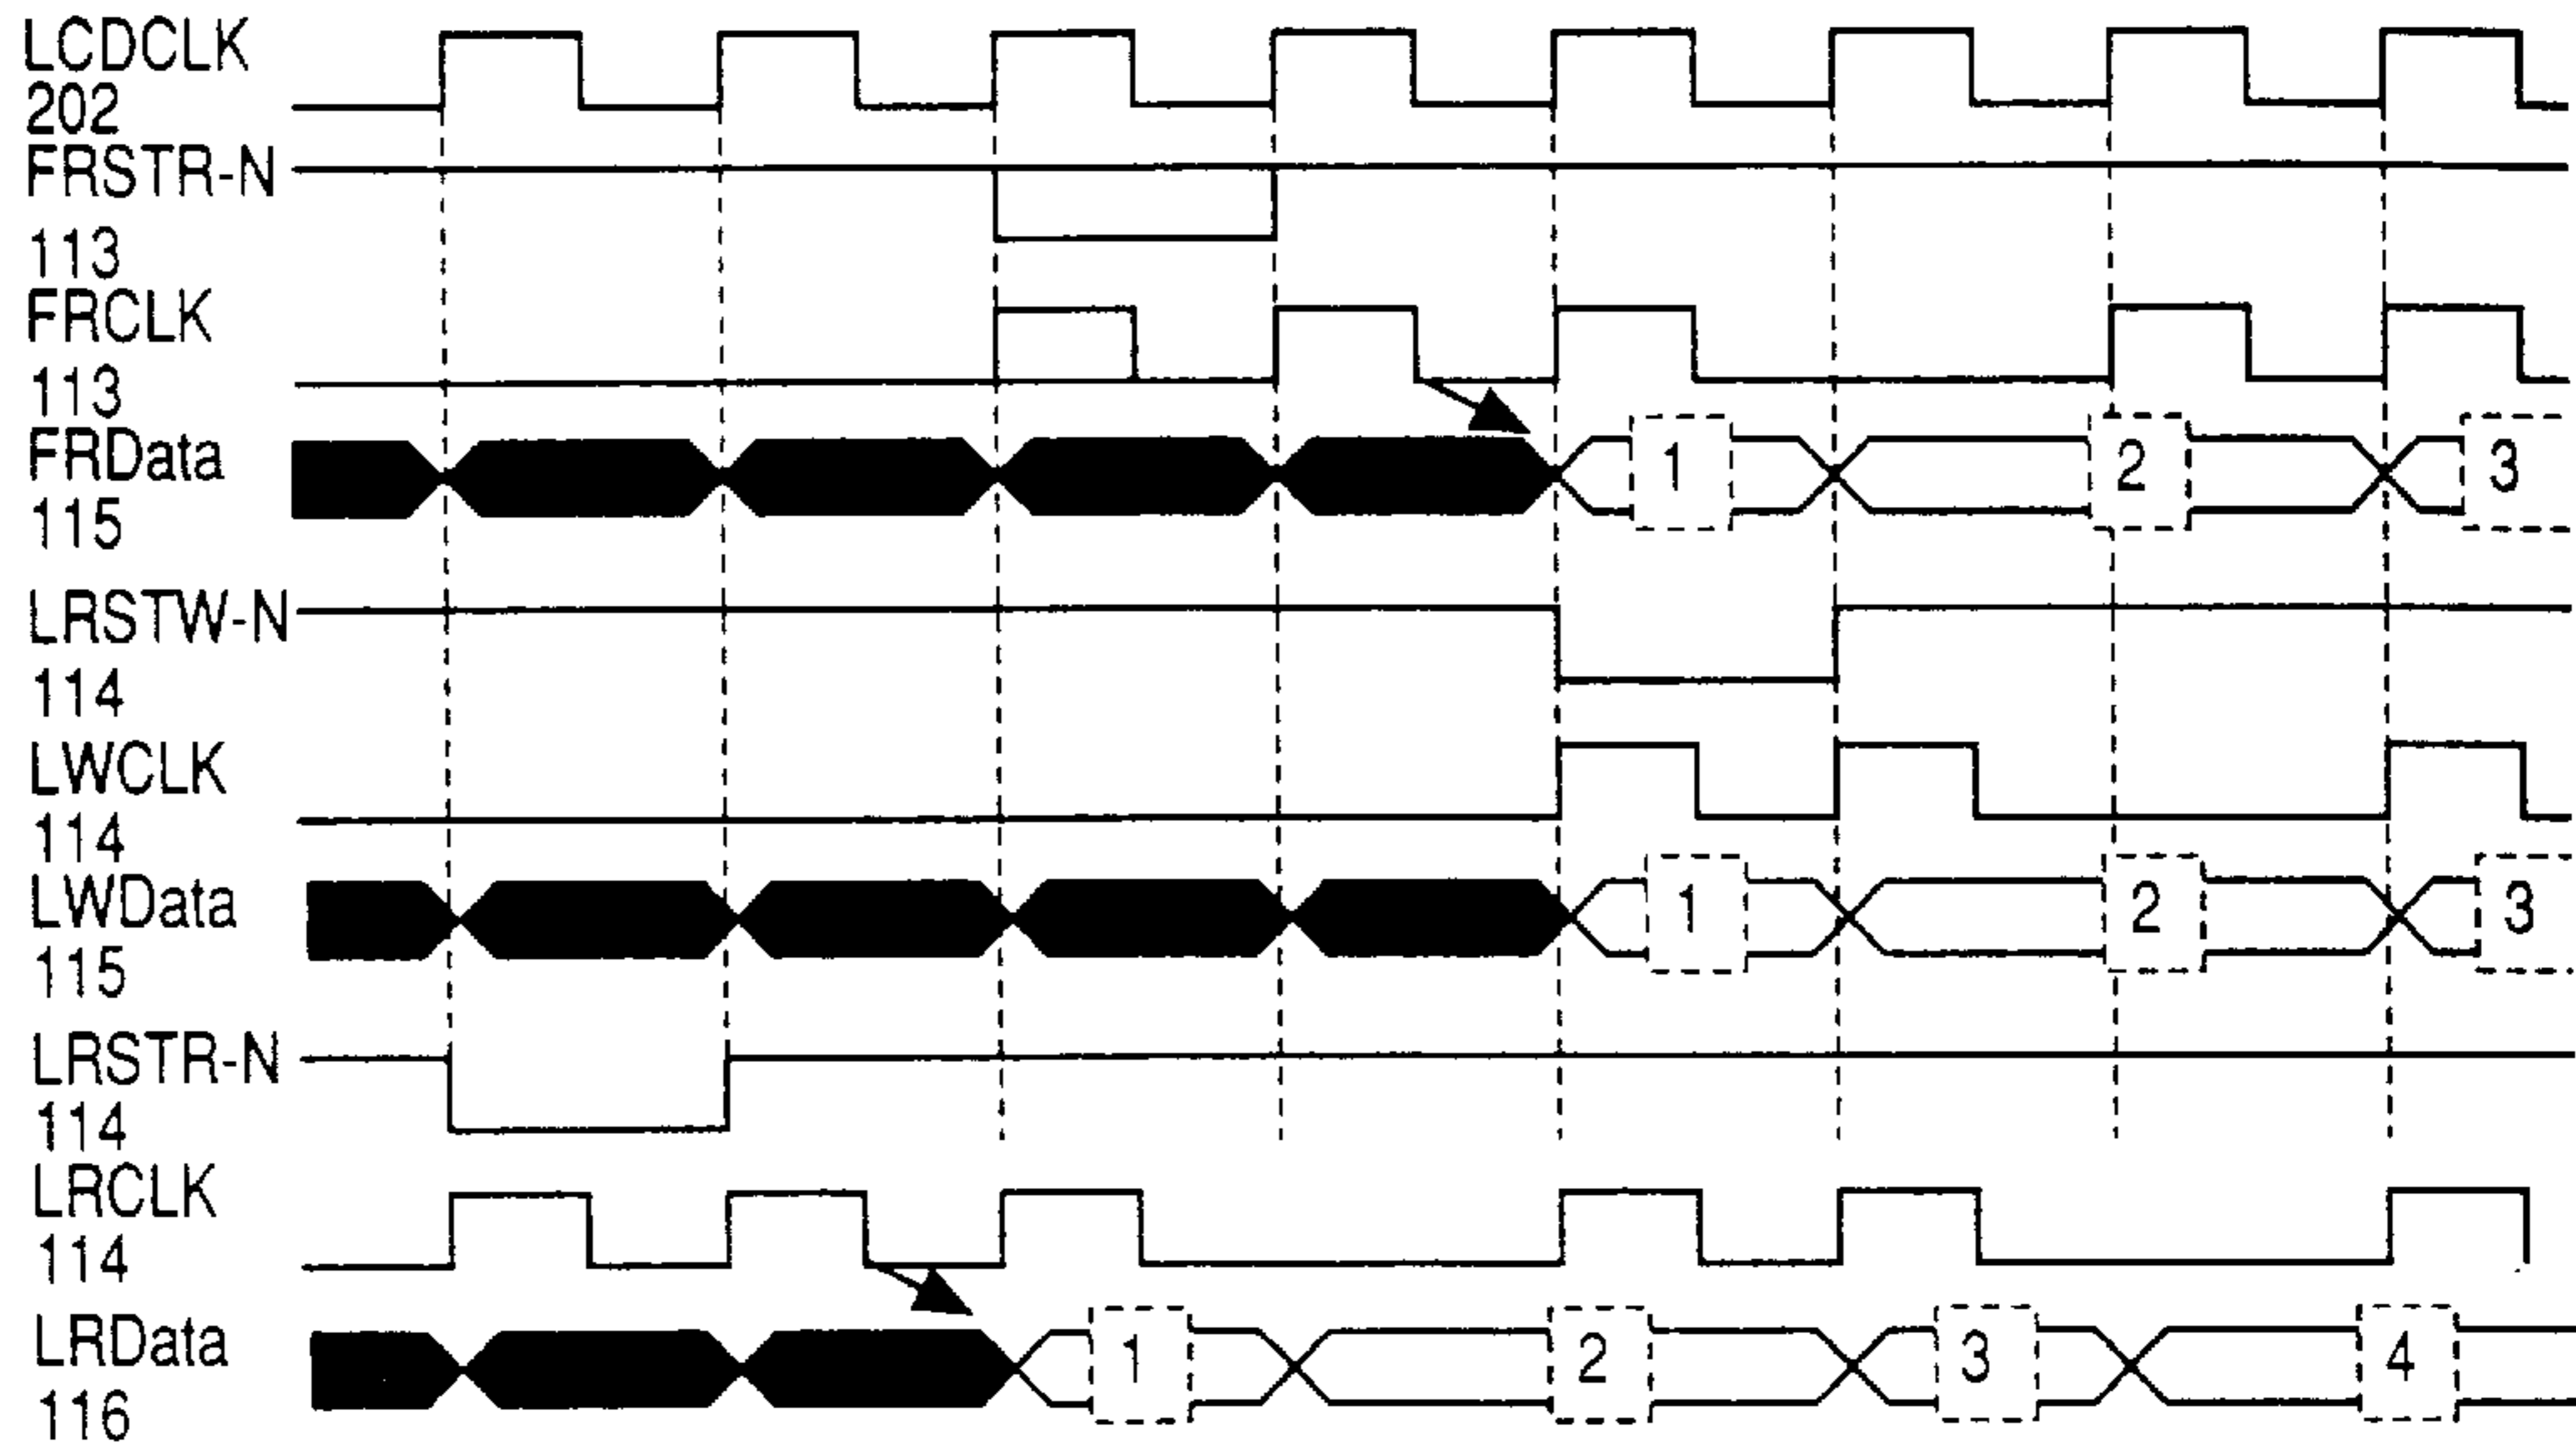 LCDCLK
202
FRSTR-N
113
FRCLK
113
FRData
115
1 2 3
LRSTW-N
114
LWCLK
114
LWData
115
1 2 3
LRSTR-N
114
LRCLK
114
LRData
116
1 2 3 4